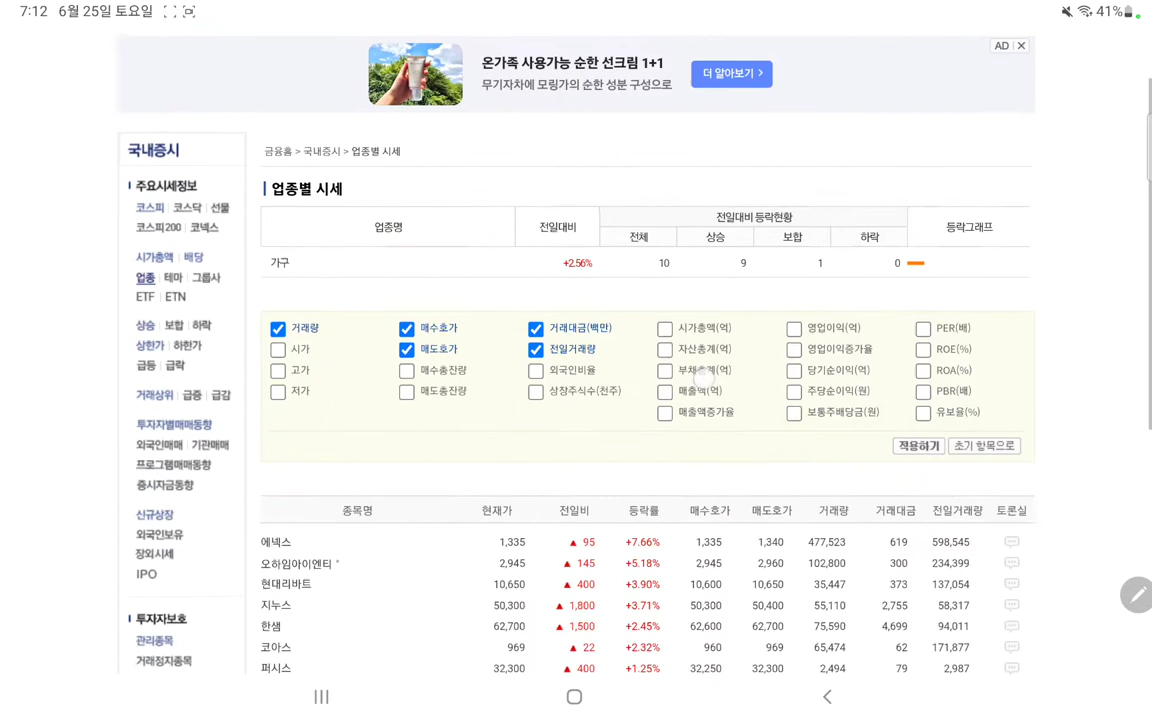 7:12 6월 25일 토요일 41%
온가족 사용가능 순한 선크림 1+1
무기자차에 모링가의 순한 성분 구성으로
더 알아보기 >
AD X
국내증시
주요시세정보
코스피 코스닥 선물
코스피200 코넥스
시가총액 배당
업종 테마 그룹사
ETF ETN
상승 보합 하락
상한가 하한가
급등 급락
거래상위 급증 급감
투자자별매매동향
외국인매매 기관매매
프로그램매매동향
증시자금동향
신규상장
외국인보유
장외시세
IPO
투자자보호
관리종목
거래정지종목
금융홈 > 국내증시 > 업종별 시세
업종별 시세
업종명 전일대비 전일대비 등락현황 등락그래프
전체 상승 보합 하락
가구 +2.56% 10 9 1 0
거래량 매수호가 거래대금(백만) 시가총액(억) 영업이익(억) PER(배)
시가 매도호가 전일거래량 자산총계(억) 영업이익증가율 ROE(%)
고가 매수총잔량 외국인비율 부채총계(억) 당기순이익(억) ROA(%)
저가 매도총잔량 상장주식수(천주) 매출액(억) 주당순이익(원) PBR(배)
매출액증가율 보통주배당금(원) 유보율(%)
적용하기 초기 항목으로
종목명 현재가 전일비 등락률 매수호가 매도호가 거래량 거래대금 전일거래량 토론실
에넥스 1,335 ▲ 95 +7.66% 1,335 1,340 477,523 619 598,545
오하임아이엔티 * 2,945 ▲ 145 +5.18% 2,945 2,960 102,800 300 234,399
현대리바트 10,650 ▲ 400 +3.90% 10,600 10,650 35,447 373 137,054
지누스 50,300 ▲ 1,800 +3.71% 50,300 50,400 55,110 2,755 58,317
한샘 62,700 ▲ 1,500 +2.45% 62,600 62,700 75,590 4,699 94,011
코아스 969 ▲ 22 +2.32% 960 969 65,474 62 171,877
퍼시스 32,300 ▲ 400 +1.25% 32,250 32,300 2,494 79 2,987